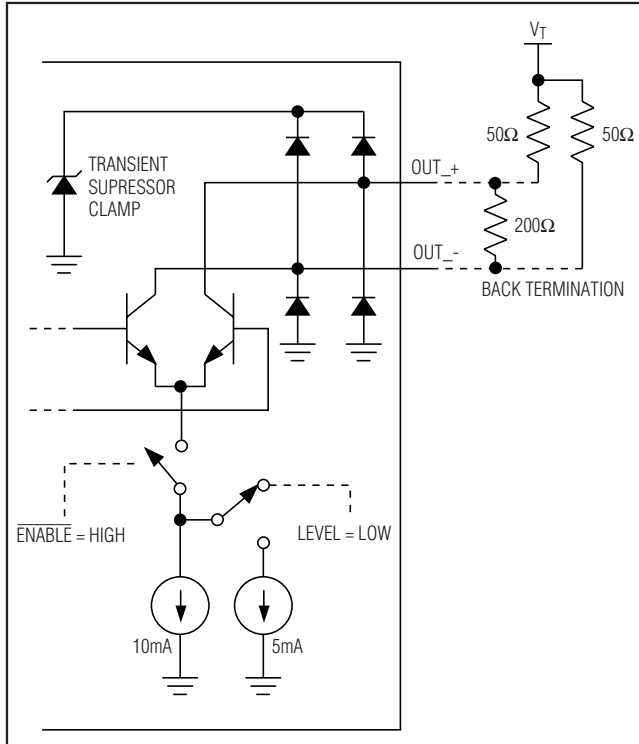 V_T
50Ω
50Ω
TRANSIENT
SUPRESSOR
CLAMP
OUT_+
200Ω
OUT_-
BACK TERMINATION
ENABLE = HIGH
LEVEL = LOW
10mA
5mA